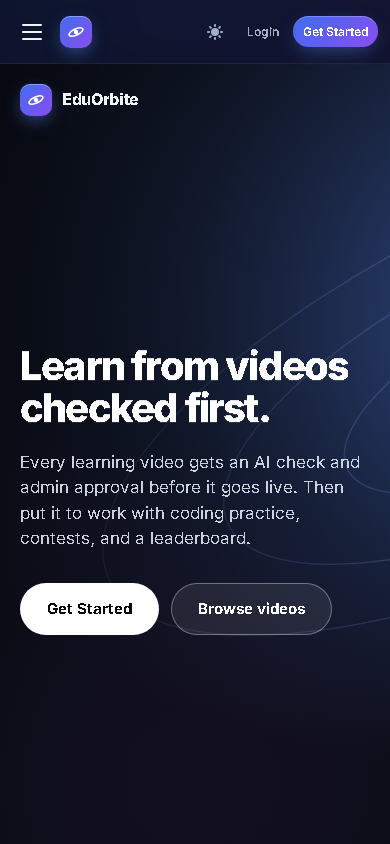 Login
Get Started
EduOrbite
Learn from videos
checked first.
Every learning video gets an AI check and
admin approval before it goes live. Then
put it to work with coding practice,
contests, and a leaderboard.
Get Started
Browse videos